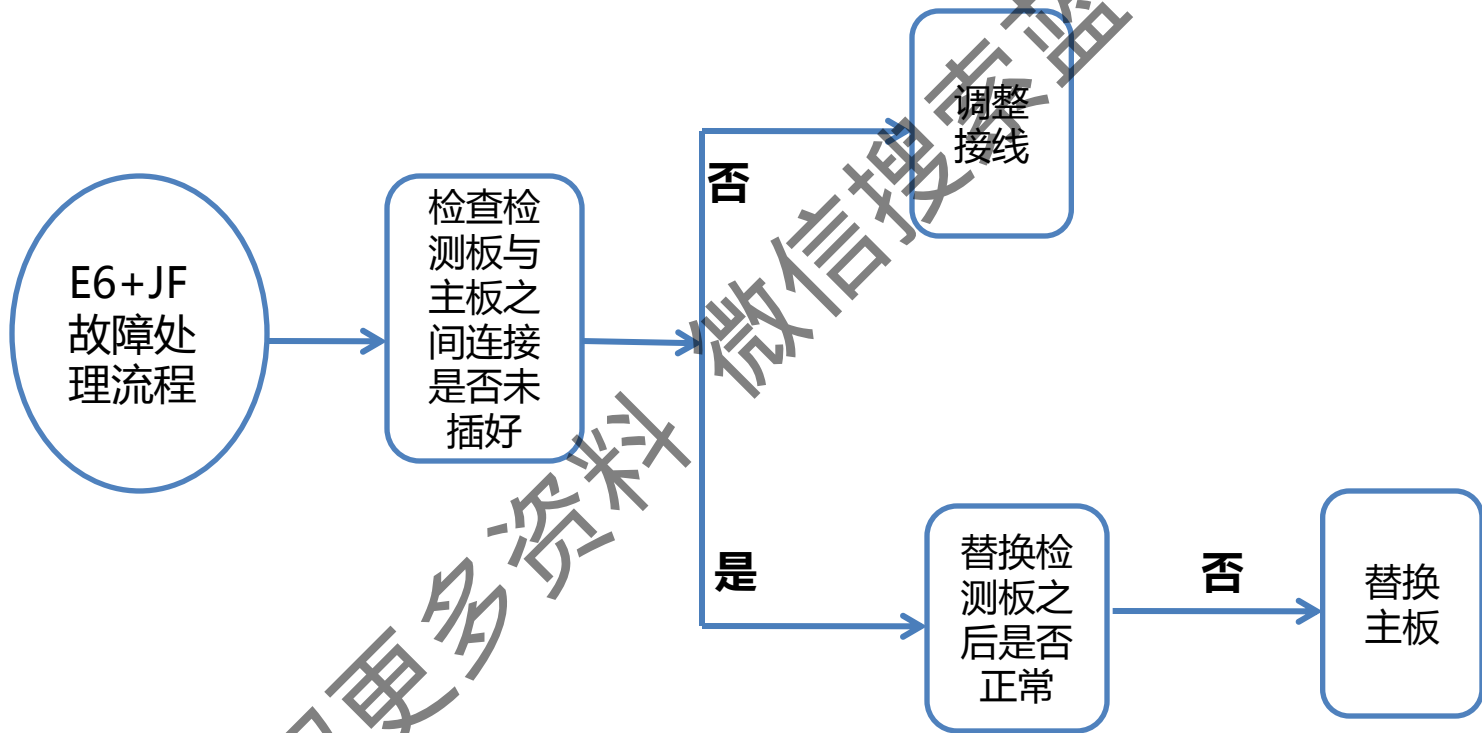 E6+JF
故障处
理流程
检查检
测板与
主板之
间连接
是否未
插好
否
调整
接线
是
替换检
测板之
后是否
正常
否
替换
主板
更多资料 微信搜索蓝